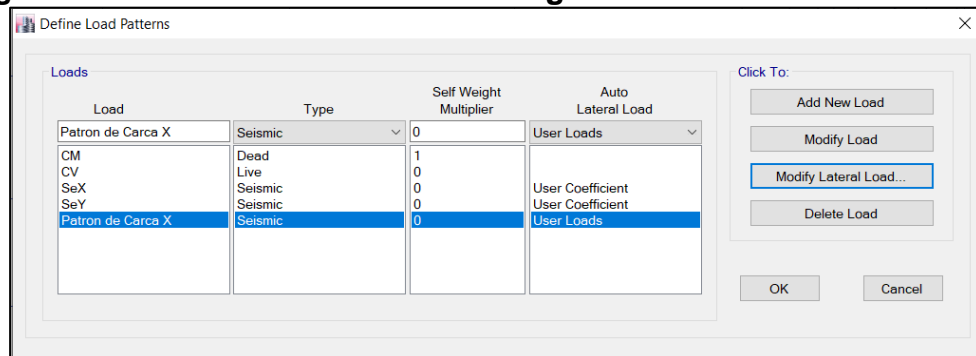 Define Load Patterns
Loads
Click To:
Load
Type
Self Weight
Multiplier
Auto
Lateral Load
Patron de Carca X Seismic 0 User Loads
CM Dead 1
CV Live 0
SeX Seismic 0 User Coefficient
SeY Seismic 0 User Coefficient
Patron de Carca X Seismic 0 User Loads
Add New Load
Modify Load
Modify Lateral Load...
Delete Load
OK
Cancel